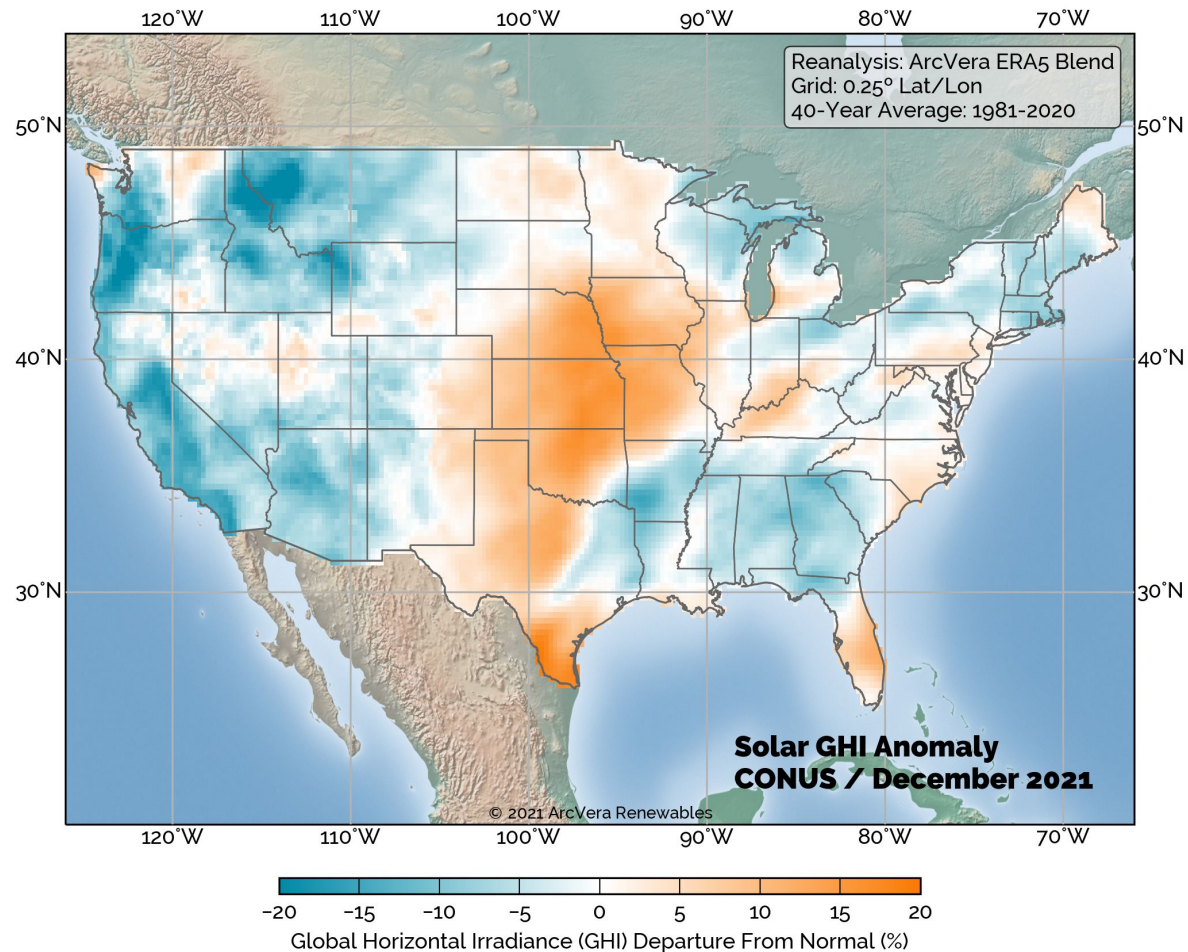 120°W 110°W 100°W 90°W 80°W 70°W
Reanalysis: ArcVera ERA5 Blend
Grid: 0.25º Lat/Lon
40-Year Average: 1981-2020
50°N 50°N
40°N 40°N
30°N 30°N
Solar GHI Anomaly
CONUS / December 2021
© 2021 ArcVera Renewables
120°W 110°W 100°W 90°W 80°W 70°W
−20 −15 −10 −5 0 5 10 15 20
Global Horizontal Irradiance (GHI) Departure From Normal (%)